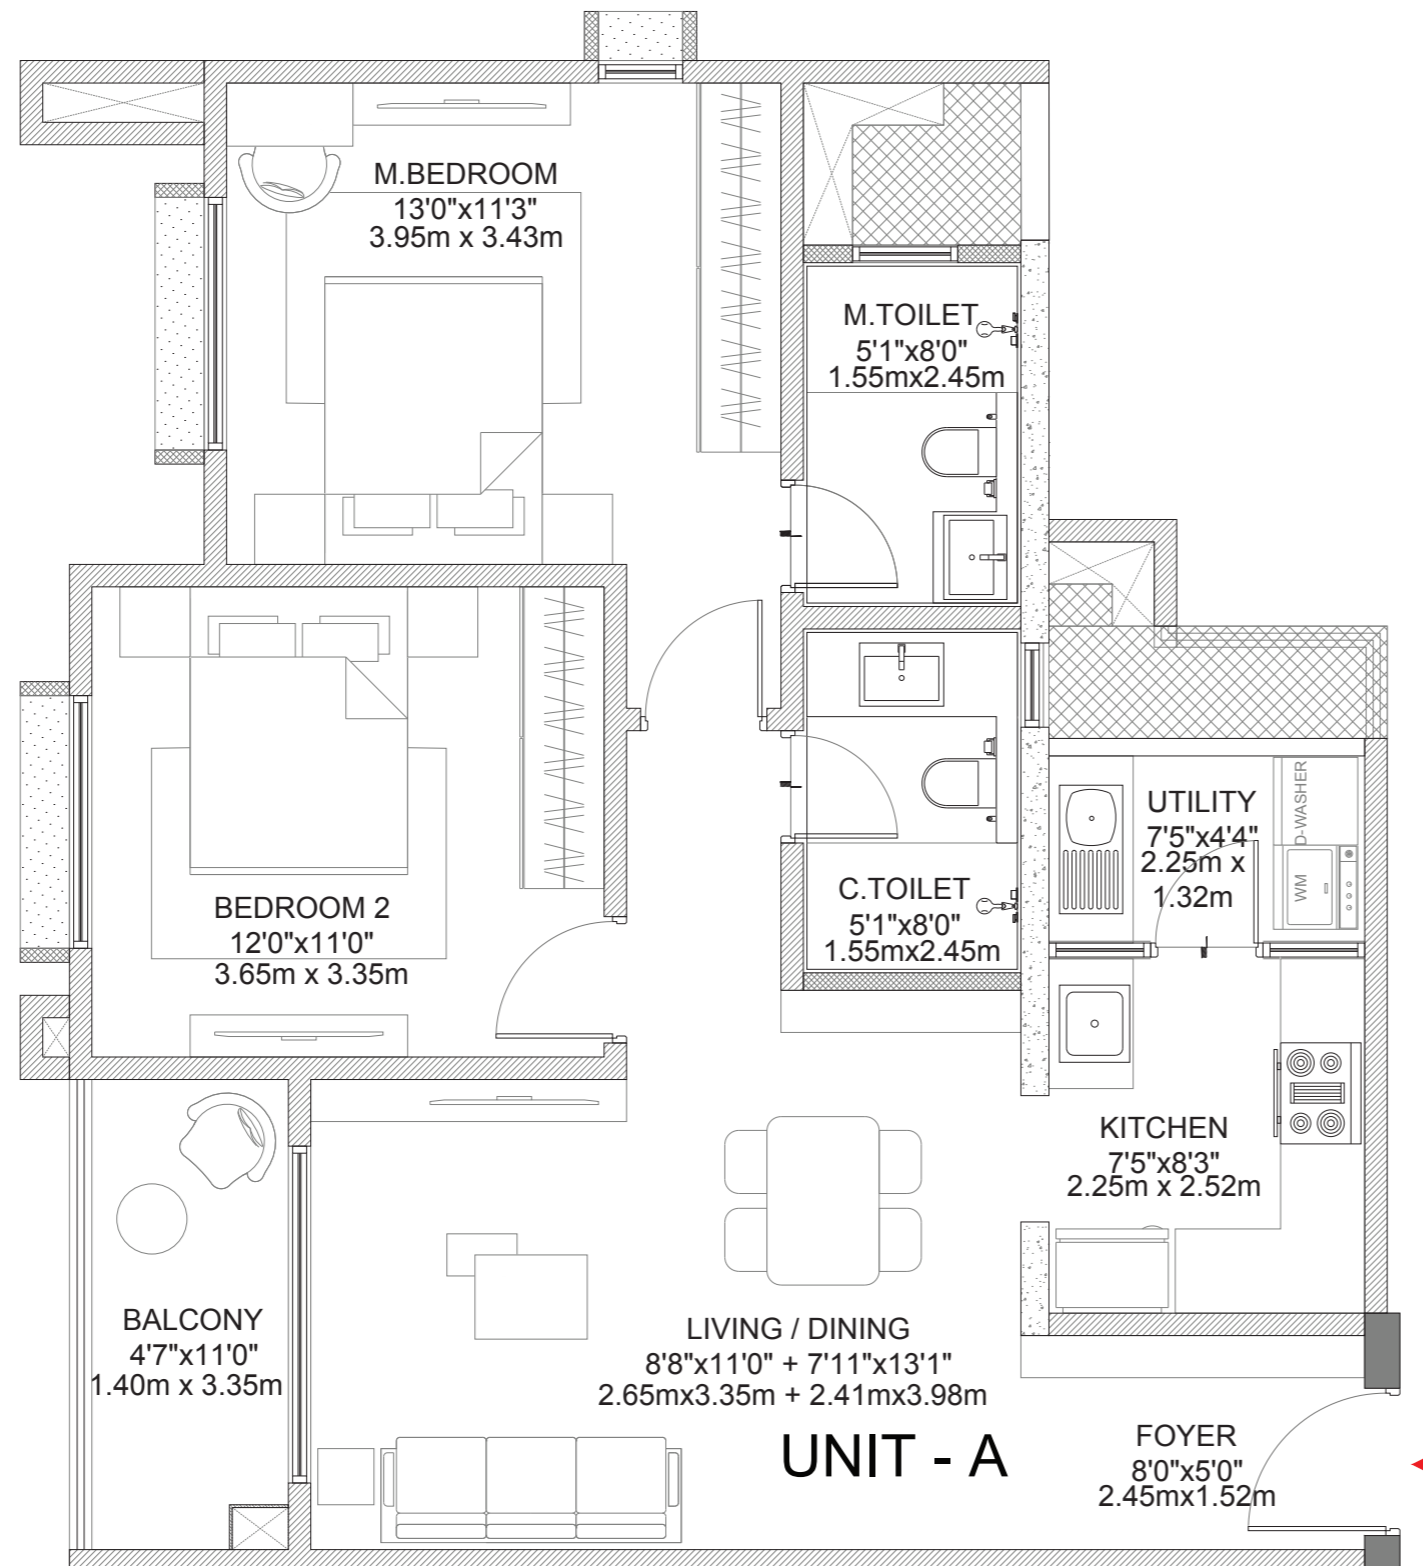 M.BEDROOM
13'0"x11'3"
3.95m x 3.43m
M.TOILET
5'1"x8'0"
1.55mx2.45m
UTILITY
7'5"x4'4"
2.25m x
1.32m
D-WASHER
WM
C.TOILET
5'1"x8'0"
1.55mx2.45m
BEDROOM 2
12'0"x11'0"
3.65m x 3.35m
KITCHEN
7'5"x8'3"
2.25m x 2.52m
BALCONY
4'7"x11'0"
1.40m x 3.35m
LIVING / DINING
8'8"x11'0" + 7'11"x13'1"
2.65mx3.35m + 2.41mx3.98m
UNIT - A
FOYER
8'0"x5'0"
2.45mx1.52m